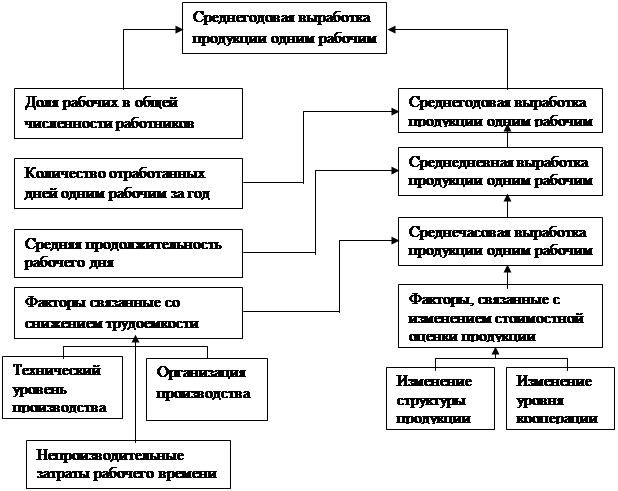 Среднегодовая выработка
продукции одним рабочим
Доля рабочих в общей
численности работников
Среднегодовая выработка
продукции одним рабочим
Количество отработанных
дней одним рабочим за год
Среднедневная выработка
продукции одним рабочим
Средняя продолжительность
рабочего дня
Среднечасовая выработка
продукции одним рабочим
Факторы связанные со
снижением трудоемкости
Факторы, связанные с
изменением стоимостной
оценки продукции
Технический
уровень
производства
Организация
производства
Изменение
структуры
продукции
Изменение
уровня
кооперации
Непроизводительные
затраты рабочего времени